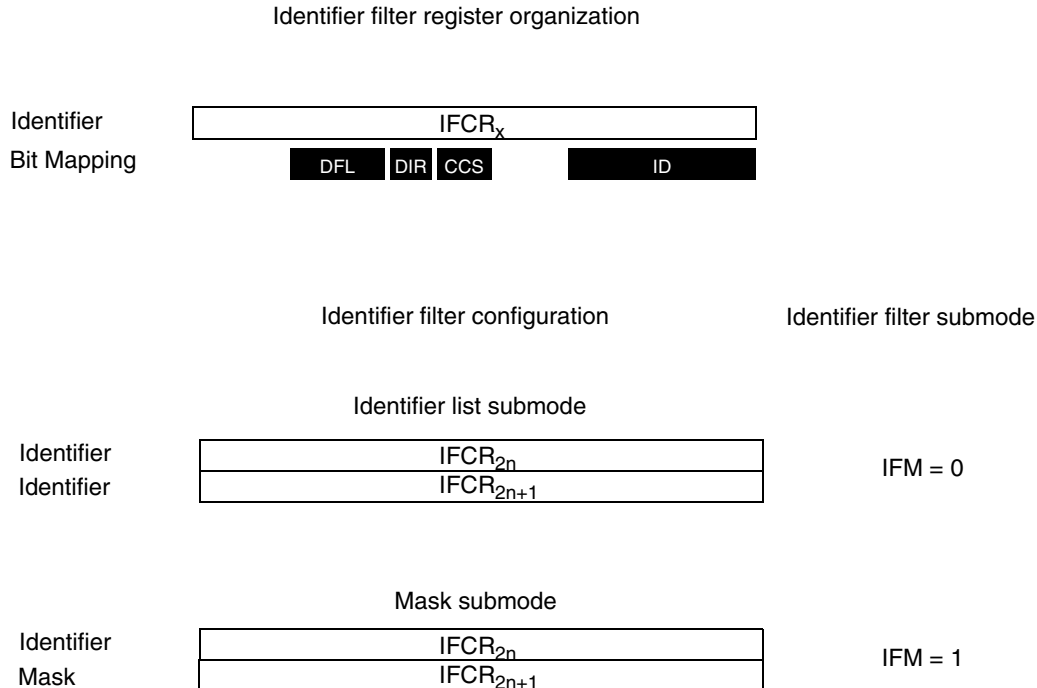 Identifier filter register organization
Identifier IFCRx
Bit Mapping DFL DIR CCS ID
Identifier filter configuration Identifier filter submode
Identifier list submode
Identifier IFCR2n
IFM = 0
Identifier IFCR2n+1
Mask submode
Identifier IFCR2n
IFM = 1
Mask IFCR2n+1